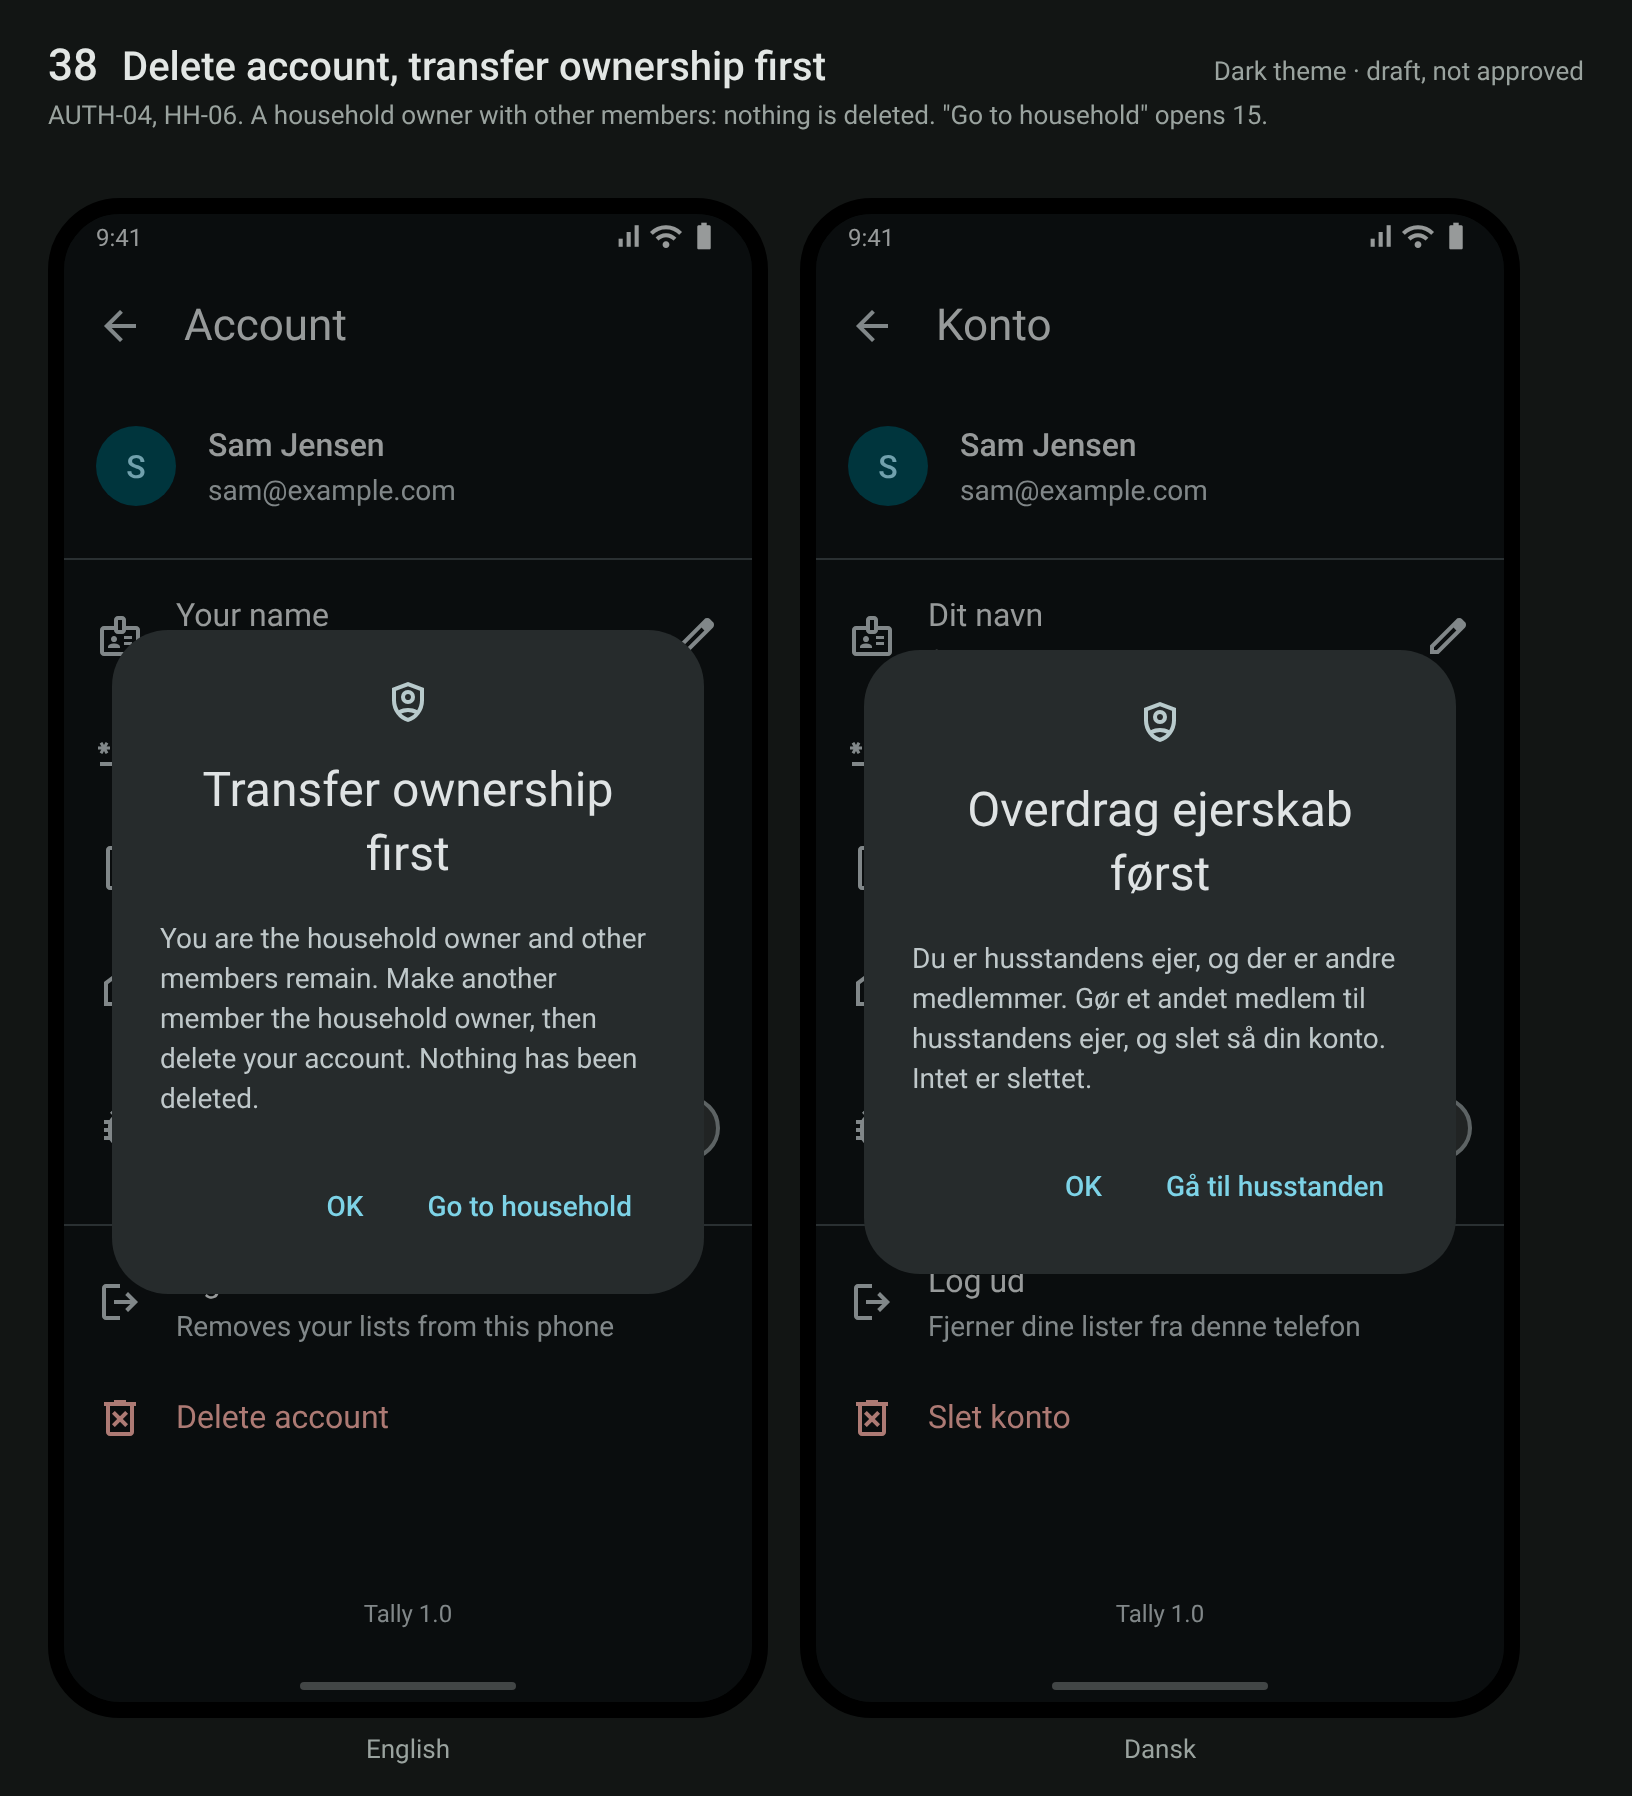 38 Delete account, transfer ownership first
Dark theme · draft, not approved
AUTH-04, HH-06. A household owner with other members: nothing is deleted. "Go to household" opens 15.
9:41
Account
S
Sam Jensen
sam@example.com
Your name
Transfer ownership
first
You are the household owner and other
members remain. Make another
member the household owner, then
delete your account. Nothing has been
deleted.
OK
Go to household
Removes your lists from this phone
Delete account
Tally 1.0
English
9:41
Konto
S
Sam Jensen
sam@example.com
Dit navn
Overdrag ejerskab
først
Du er husstandens ejer, og der er andre
medlemmer. Gør et andet medlem til
husstandens ejer, og slet så din konto.
Intet er slettet.
OK
Gå til husstanden
Log ud
Fjerner dine lister fra denne telefon
Slet konto
Tally 1.0
Dansk